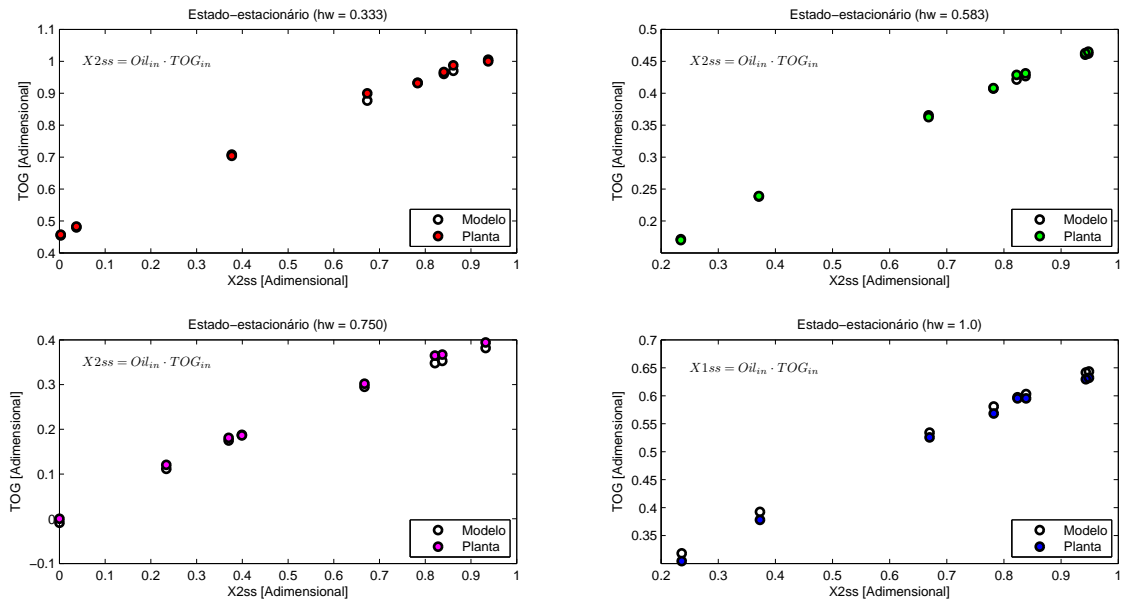 Estado−estacionário (hw = 0.333)
1.1
1
0.9
0.8
0.7
0.6
0.5
0.4
TOG [Adimensional]
X2ss = Oil_in · TOG_in
Modelo
Planta
0 0.1 0.2 0.3 0.4 0.5 0.6 0.7 0.8 0.9 1
X2ss [Adimensional]
Estado−estacionário (hw = 0.583)
0.5
0.45
0.4
0.35
0.3
0.25
0.2
TOG [Adimensional]
X2ss = Oil_in · TOG_in
Modelo
Planta
0.2 0.3 0.4 0.5 0.6 0.7 0.8 0.9 1
X2ss [Adimensional]
Estado−estacionário (hw = 0.750)
0.4
0.3
0.2
0.1
0
−0.1
TOG [Adimensional]
X2ss = Oil_in · TOG_in
Modelo
Planta
0 0.1 0.2 0.3 0.4 0.5 0.6 0.7 0.8 0.9 1
X2ss [Adimensional]
Estado−estacionário (hw = 1.0)
0.7
0.65
0.6
0.55
0.5
0.45
0.4
0.35
TOG [Adimensional]
X1ss = Oil_in · TOG_in
Modelo
Planta
0.2 0.3 0.4 0.5 0.6 0.7 0.8 0.9 1
X2ss [Adimensional]